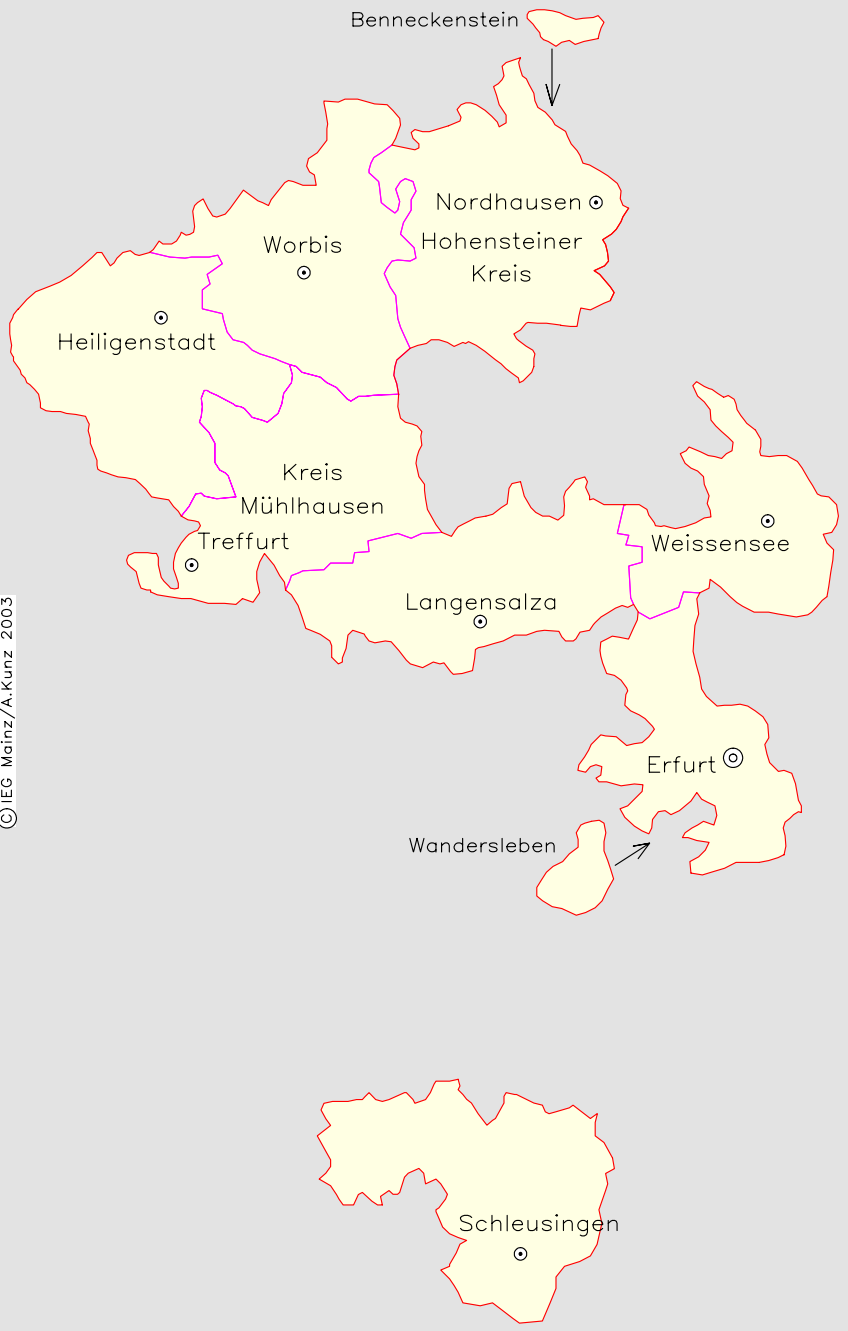 Benneckenstein
Nordhausen
Hohensteiner
Kreis
Worbis
Heiligenstadt
Kreis
Mühlhausen
Treffurt
Weissensee
Langensalza
Erfurt
Wandersleben
Schleusingen
©IEG Mainz/A.Kunz 2003